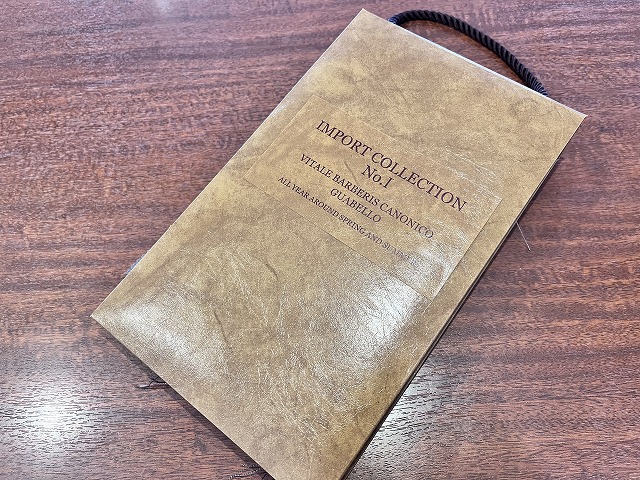 IMPORT COLLECTION
No.1
VITALE BARBERIS CANONICO
GUABELLO
ALL YEAR AROUND SPRING AND